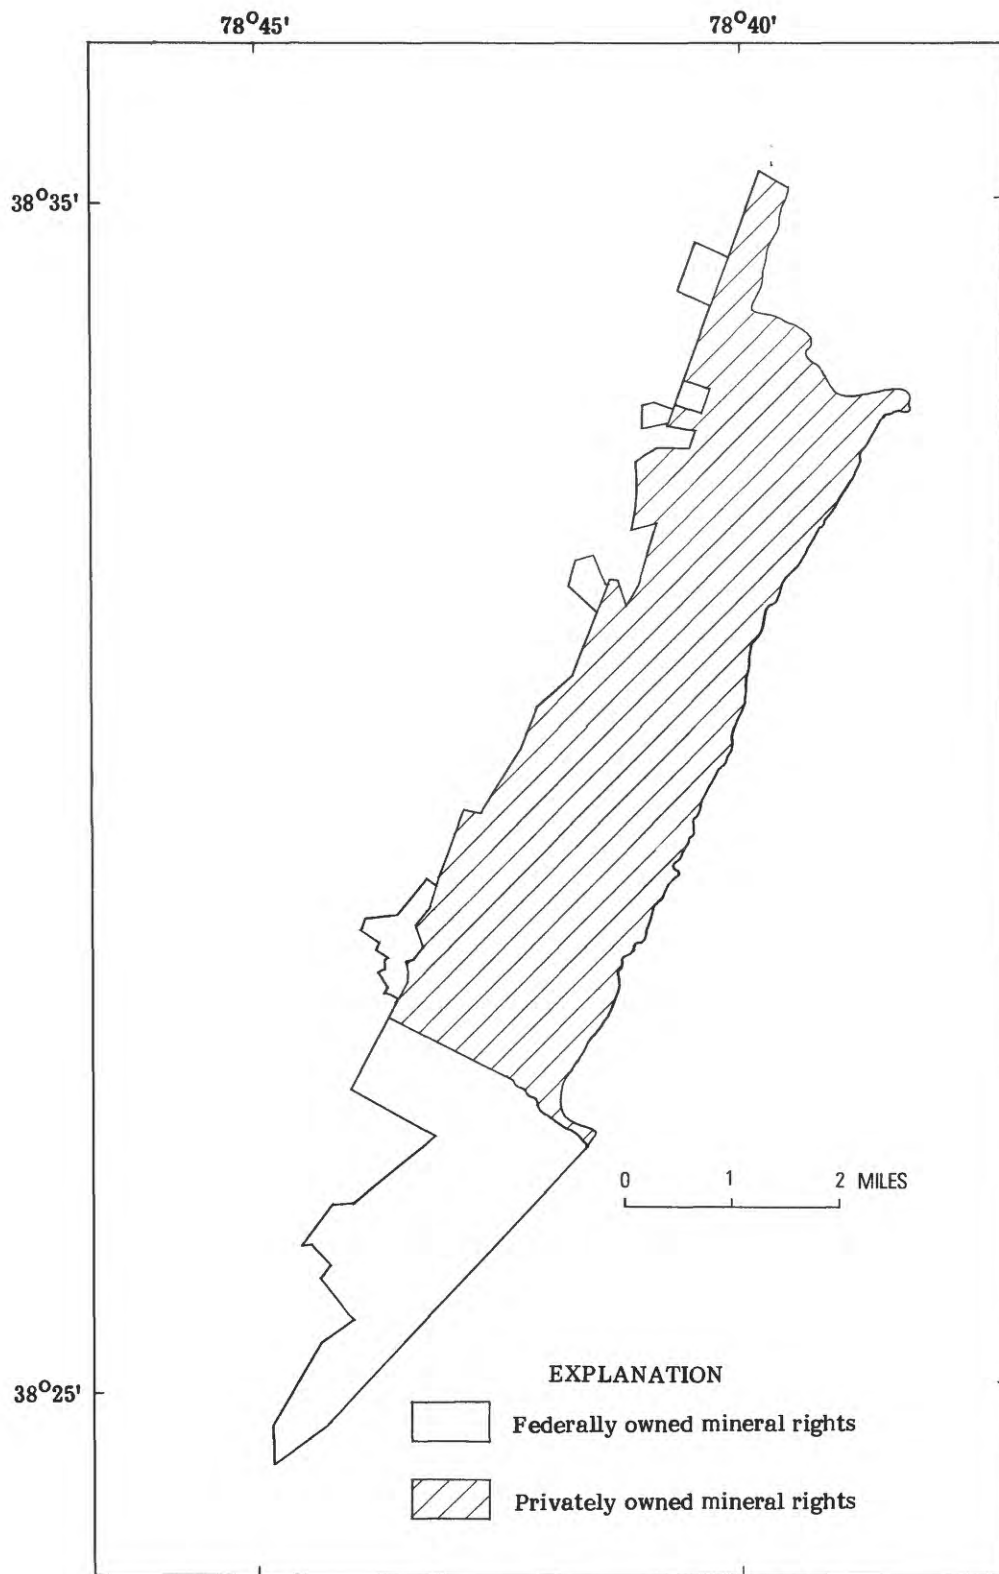 78°45' 78°40'
38°35'
0 1 2 MILES
38°25'
EXPLANATION
Federally owned mineral rights
Privately owned mineral rights